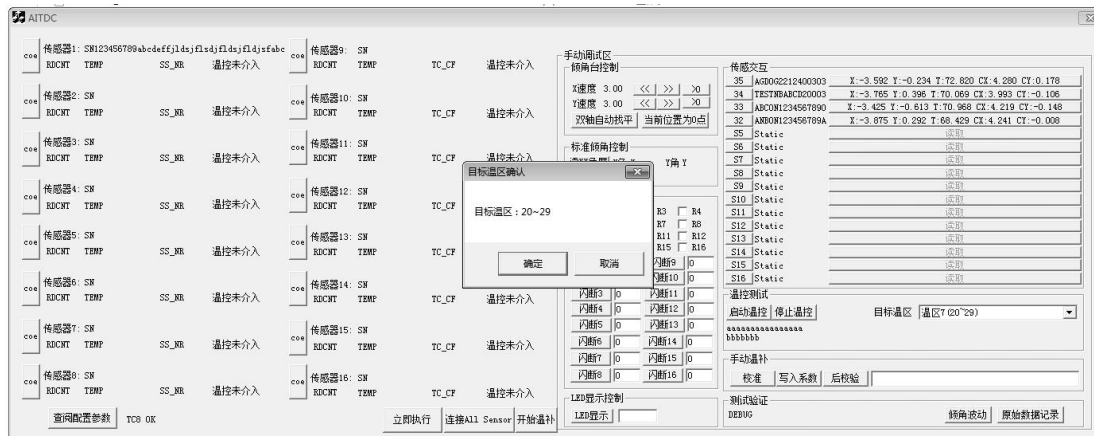 AITDC
coe 传感器1: SN123456789abcdeffjldsjflsdjfldsjfldjsfabc
RDCNT TEMP SS_NR 温控未介入
coe 传感器2: SN
RDCNT TEMP SS_NR 温控未介入
coe 传感器3: SN
RDCNT TEMP SS_NR 温控未介入
coe 传感器4: SN
RDCNT TEMP SS_NR 温控未介入
coe 传感器5: SN
RDCNT TEMP SS_NR 温控未介入
coe 传感器6: SN
RDCNT TEMP SS_NR 温控未介入
coe 传感器7: SN
RDCNT TEMP SS_NR 温控未介入
coe 传感器8: SN
RDCNT TEMP SS_NR 温控未介入
coe 传感器9: SN
RDCNT TEMP TC_CF 温控未介入
coe 传感器10: SN
RDCNT TEMP TC_CF 温控未介入
coe 传感器11: SN
RDCNT TEMP TC_CF 温控未介入
coe 传感器12: SN
RDCNT TEMP TC_CF
coe 传感器13: SN
RDCNT TEMP TC_CF
coe 传感器14: SN
RDCNT TEMP TC_CF 温控未介入
coe 传感器15: SN
RDCNT TEMP TC_CF 温控未介入
coe 传感器16: SN
RDCNT TEMP TC_CF 温控未介入
查阅配置参数 TC8 OK 立即执行 连接All Sensor 开始温补
手动调试区
倾角台控制
X速度 3.00 << >> >0
Y速度 3.00 << >> >0
双轴自动找平 当前位置为0点
标准倾角控制
Y角 Y
目标温区确认
目标温区：20~29
确定 取消
R3 R4
R7 R8
R11 R12
R15 R16
闪断9 0
闪断10 0
闪断3 0 闪断11 0
闪断4 0 闪断12 0
闪断5 0 闪断13 0
闪断6 0 闪断14 0
闪断7 0 闪断15 0
闪断8 0 闪断16 0
LED显示控制
LED显示
传感交互
35 AGD0G2212400303 X:-3.592 Y:-0.234 T:72.820 CX:4.280 CY:0.178
34 TESTNBABCD20003 X:-3.765 Y:0.396 T:70.069 CX:3.993 CY:-0.106
33 ABC0N1234567890 X:-3.425 Y:-0.613 T:70.968 CX:4.219 CY:-0.148
32 ANB0N123456789A X:-3.875 Y:0.292 T:68.429 CX:4.241 CY:-0.008
S5 Static 读取
S6 Static 读取
S7 Static 读取
S8 Static 读取
S9 Static 读取
S10 Static 读取
S11 Static 读取
S12 Static 读取
S13 Static 读取
S14 Static 读取
S15 Static 读取
S16 Static 读取
温控测试
启动温控 停止温控 目标温区 温区7(20~29)
aaaaaaaaaaaaaaaa
bbbbbbb
手动温补
校准 写入系数 后校验
测试验证
DEBUG 倾角波动 原始数据记录